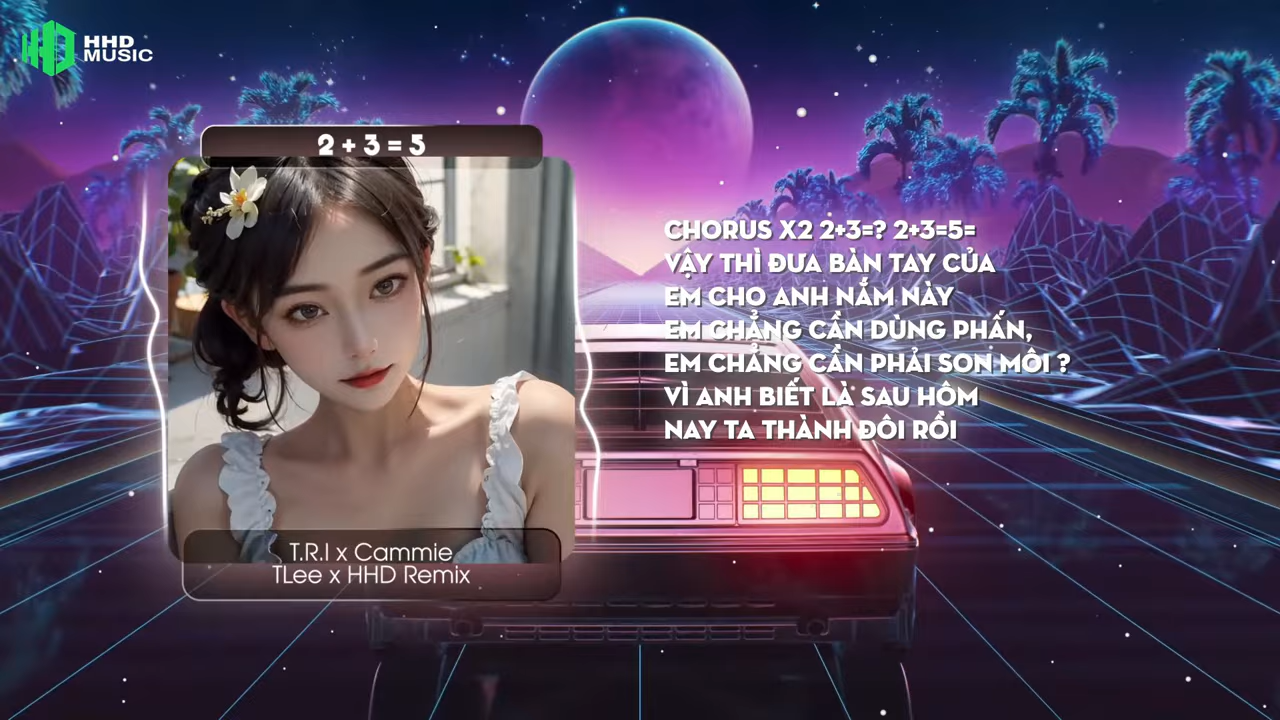 HHD
MUSIC
2 + 3 = 5
CHORUS X2 2+3=? 2+3=5=
VẬY THÌ ĐƯA BÀN TAY CỦA
EM CHO ANH NẮM NÀY
EM CHẲNG CẦN DÙNG PHẤN,
EM CHẲNG CẦN PHẢI SON MÔI ?
VÌ ANH BIẾT LÀ SAU HÔM
NAY TA THÀNH ĐÔI RỒI
T.R.I x Cammie
TLee x HHD Remix